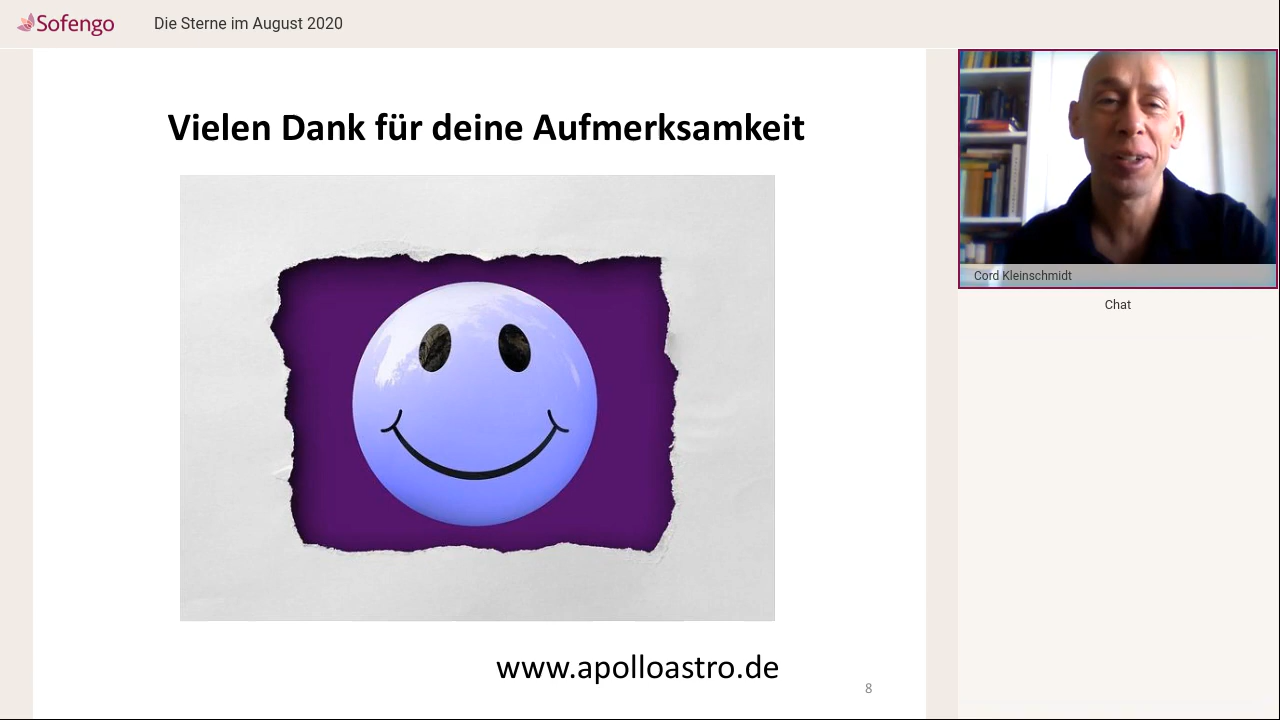 Sofengo
Die Sterne im August 2020
Vielen Dank für deine Aufmerksamkeit
Cord Kleinschmidt
Chat
www.apolloastro.de
8